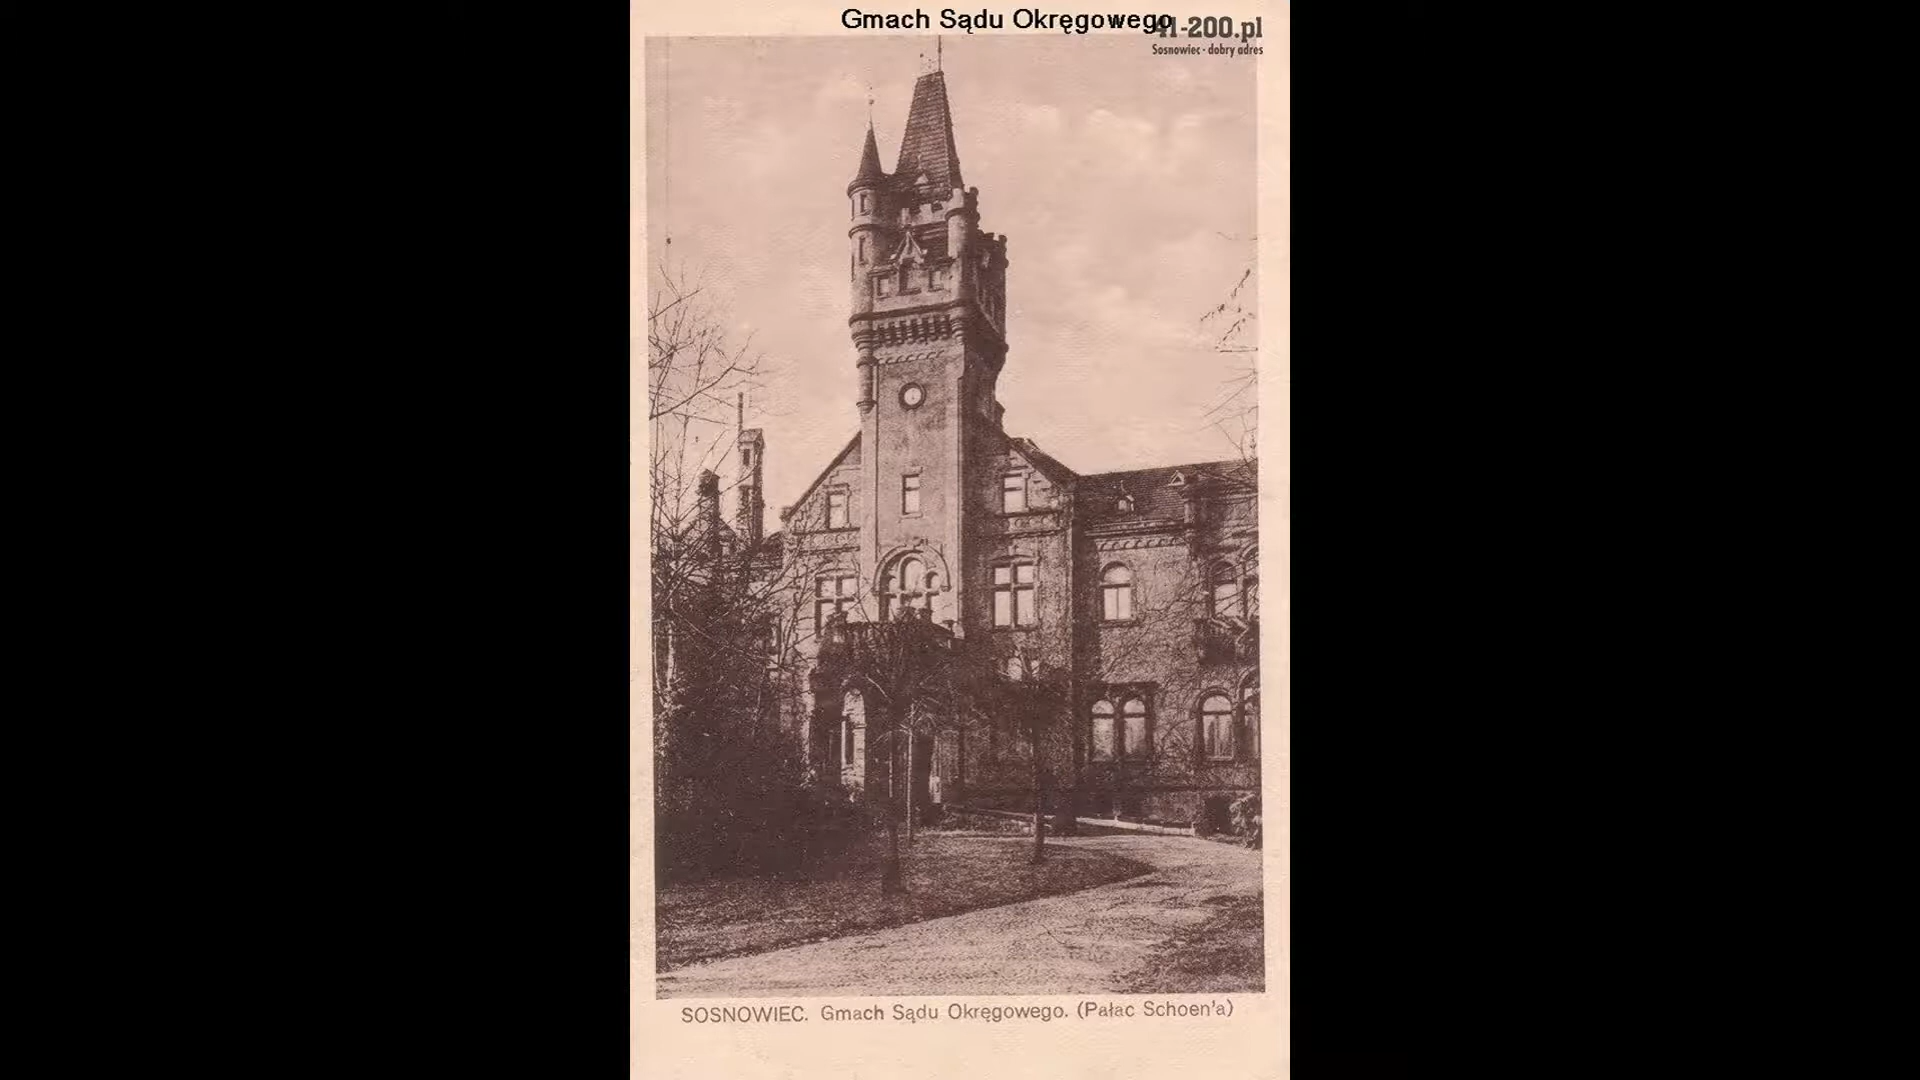 Gmach Sądu Okręgowego
41-200.pl
Sosnowiec - dobry adres
SOSNOWIEC. Gmach Sądu Okręgowego. (Pałac Schoen'a)